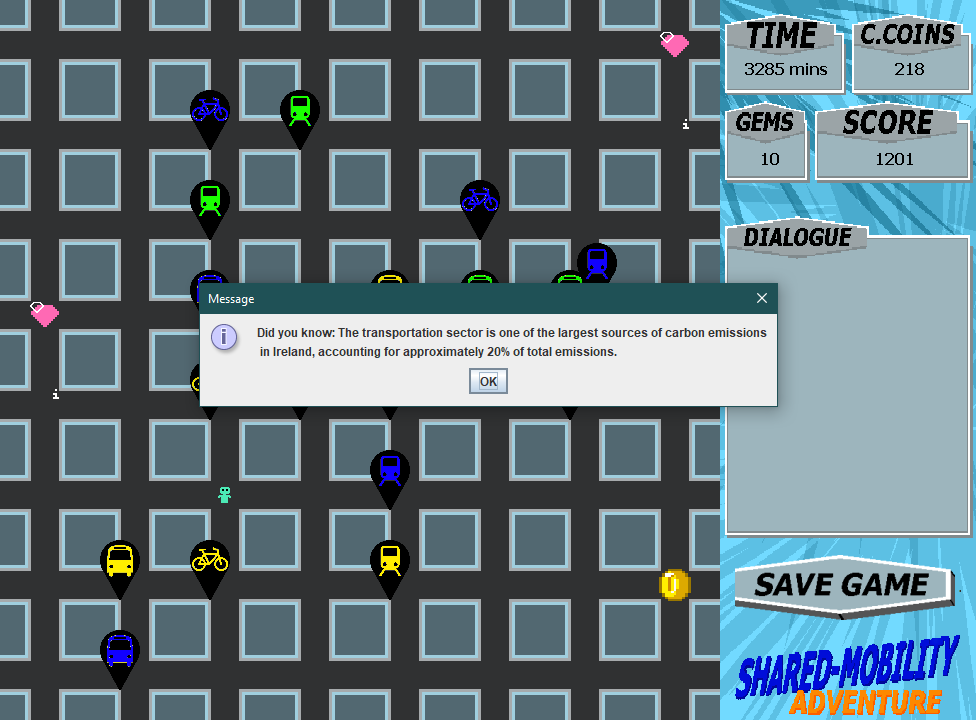 TIME
3285 mins
C.COINS
218
GEMS
10
SCORE
1201
DIALOGUE
Message
Did you know: The transportation sector is one of the largest sources of carbon emissions
in Ireland, accounting for approximately 20% of total emissions.
OK
i
i
SAVE GAME
SHARED-MOBILITY
ADVENTURE